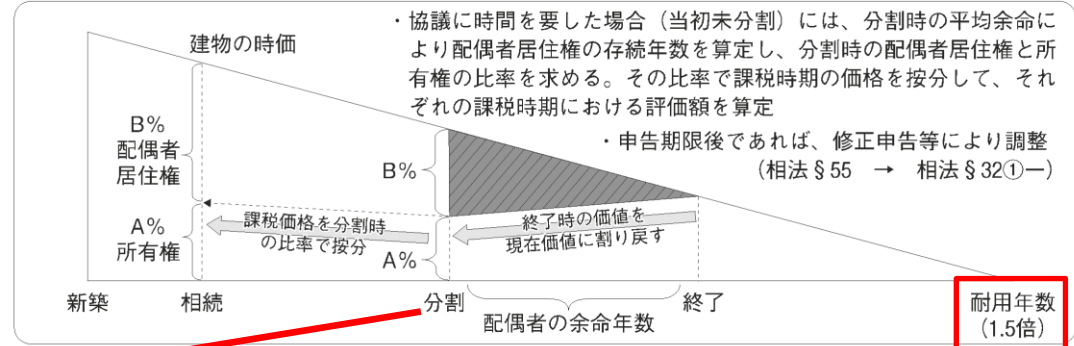 ・協議に時間を要した場合（当初未分割）には、分割時の平均余命に
より配偶者居住権の存続年数を算定し、分割時の配偶者居住権と所
有権の比率を求める。その比率で課税時期の価格を按分して、それ
ぞれの課税時期における評価額を算定
・申告期限後であれば、修正申告等により調整
（相法§55　→　相法§32①一）
建物の時価
B%
配偶者
居住権
A%
所有権
B%
A%
課税価格を分割時
の比率で按分
終了時の価値を
現在価値に割り戻す
新築
相続
分割
終了
耐用年数
（1.5倍）
配偶者の余命年数